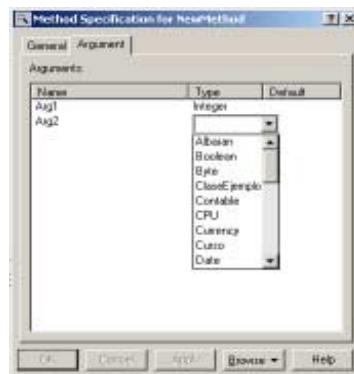 Method Specification for NewMethod
General Argument
Arguments:
Name Type Default
Arg1 Integer
Arg2
Boolean
Byte
ClaseEjemplo
Contable
CPU
Currency
Curso
Date
OK Cancel Apply Browse Help